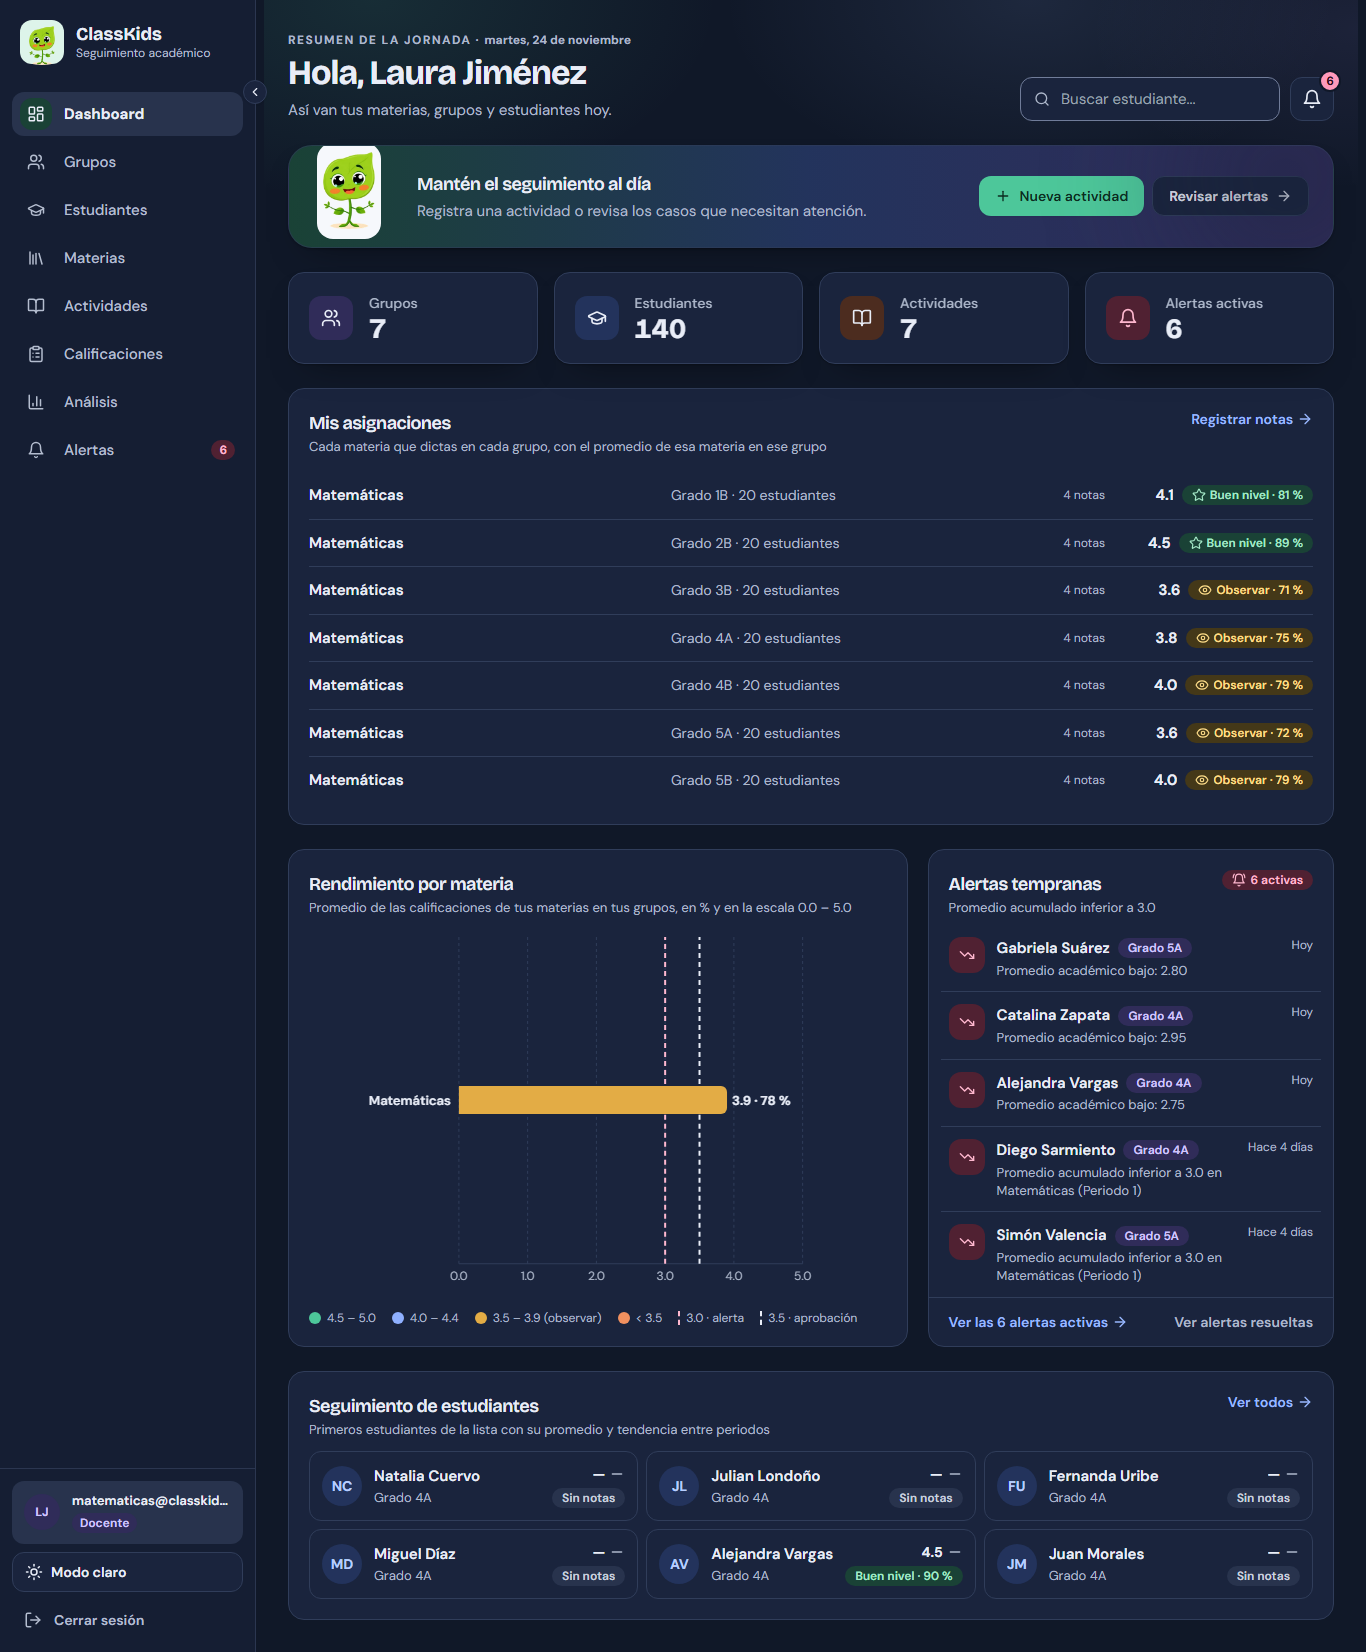 ClassKids
Seguimiento académico
Dashboard
Grupos
Estudiantes
Materias
Actividades
Calificaciones
Análisis
Alertas 6
LJ
matematicas@classkid...
Docente
Modo claro
Cerrar sesión
RESUMEN DE LA JORNADA · martes, 24 de noviembre
Hola, Laura Jiménez
Así van tus materias, grupos y estudiantes hoy.
Buscar estudiante...
6
Mantén el seguimiento al día
Registra una actividad o revisa los casos que necesitan atención.
+ Nueva actividad
Revisar alertas →
Grupos
7
Estudiantes
140
Actividades
7
Alertas activas
6
Mis asignaciones
Registrar notas →
Cada materia que dictas en cada grupo, con el promedio de esa materia en ese grupo
Matemáticas Grado 1B · 20 estudiantes 4 notas 4.1 Buen nivel · 81 %
Matemáticas Grado 2B · 20 estudiantes 4 notas 4.5 Buen nivel · 89 %
Matemáticas Grado 3B · 20 estudiantes 4 notas 3.6 Observar · 71 %
Matemáticas Grado 4A · 20 estudiantes 4 notas 3.8 Observar · 75 %
Matemáticas Grado 4B · 20 estudiantes 4 notas 4.0 Observar · 79 %
Matemáticas Grado 5A · 20 estudiantes 4 notas 3.6 Observar · 72 %
Matemáticas Grado 5B · 20 estudiantes 4 notas 4.0 Observar · 79 %
Rendimiento por materia
Promedio de las calificaciones de tus materias en tus grupos, en % y en la escala 0.0 – 5.0
Matemáticas 3.9 · 78 %
0.0 1.0 2.0 3.0 4.0 5.0
4.5 – 5.0 4.0 – 4.4 3.5 – 3.9 (observar) < 3.5 3.0 · alerta 3.5 · aprobación
Alertas tempranas
6 activas
Promedio acumulado inferior a 3.0
Gabriela Suárez Grado 5A Hoy
Promedio académico bajo: 2.80
Catalina Zapata Grado 4A Hoy
Promedio académico bajo: 2.95
Alejandra Vargas Grado 4A Hoy
Promedio académico bajo: 2.75
Diego Sarmiento Grado 4A Hace 4 días
Promedio acumulado inferior a 3.0 en
Matemáticas (Periodo 1)
Simón Valencia Grado 5A Hace 4 días
Promedio acumulado inferior a 3.0 en
Matemáticas (Periodo 1)
Ver las 6 alertas activas →
Ver alertas resueltas
Seguimiento de estudiantes
Ver todos →
Primeros estudiantes de la lista con su promedio y tendencia entre periodos
NC
Natalia Cuervo — —
Grado 4A Sin notas
JL
Julian Londoño — —
Grado 4A Sin notas
FU
Fernanda Uribe — —
Grado 4A Sin notas
MD
Miguel Díaz — —
Grado 4A Sin notas
AV
Alejandra Vargas 4.5 —
Grado 4A Buen nivel · 90 %
JM
Juan Morales — —
Grado 4A Sin notas